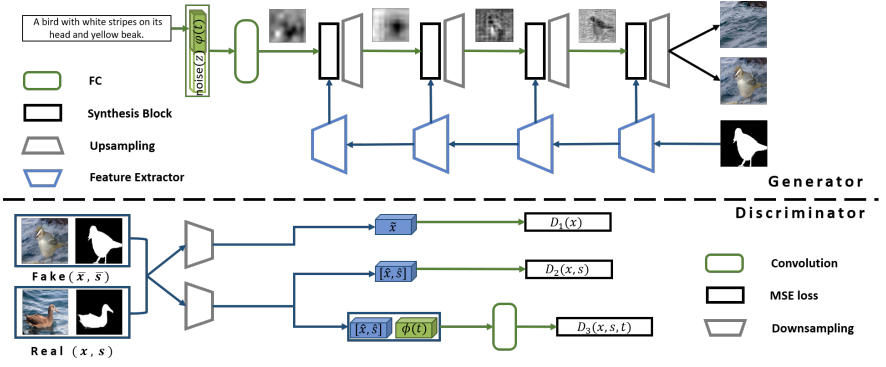 A bird with white stripes on its
head and yellow beak.
noise(z) φ(t)
FC
Synthesis Block
Upsampling
Feature Extractor
Generator
Discriminator
Fake(x̄, s̄)
Real (x, s)
x̃
[x̂,ŝ]
[x̂,ŝ] ϕ(t)
D₁(x)
D₂(x,s)
D₃(x,s,t)
Convolution
MSE loss
Downsampling